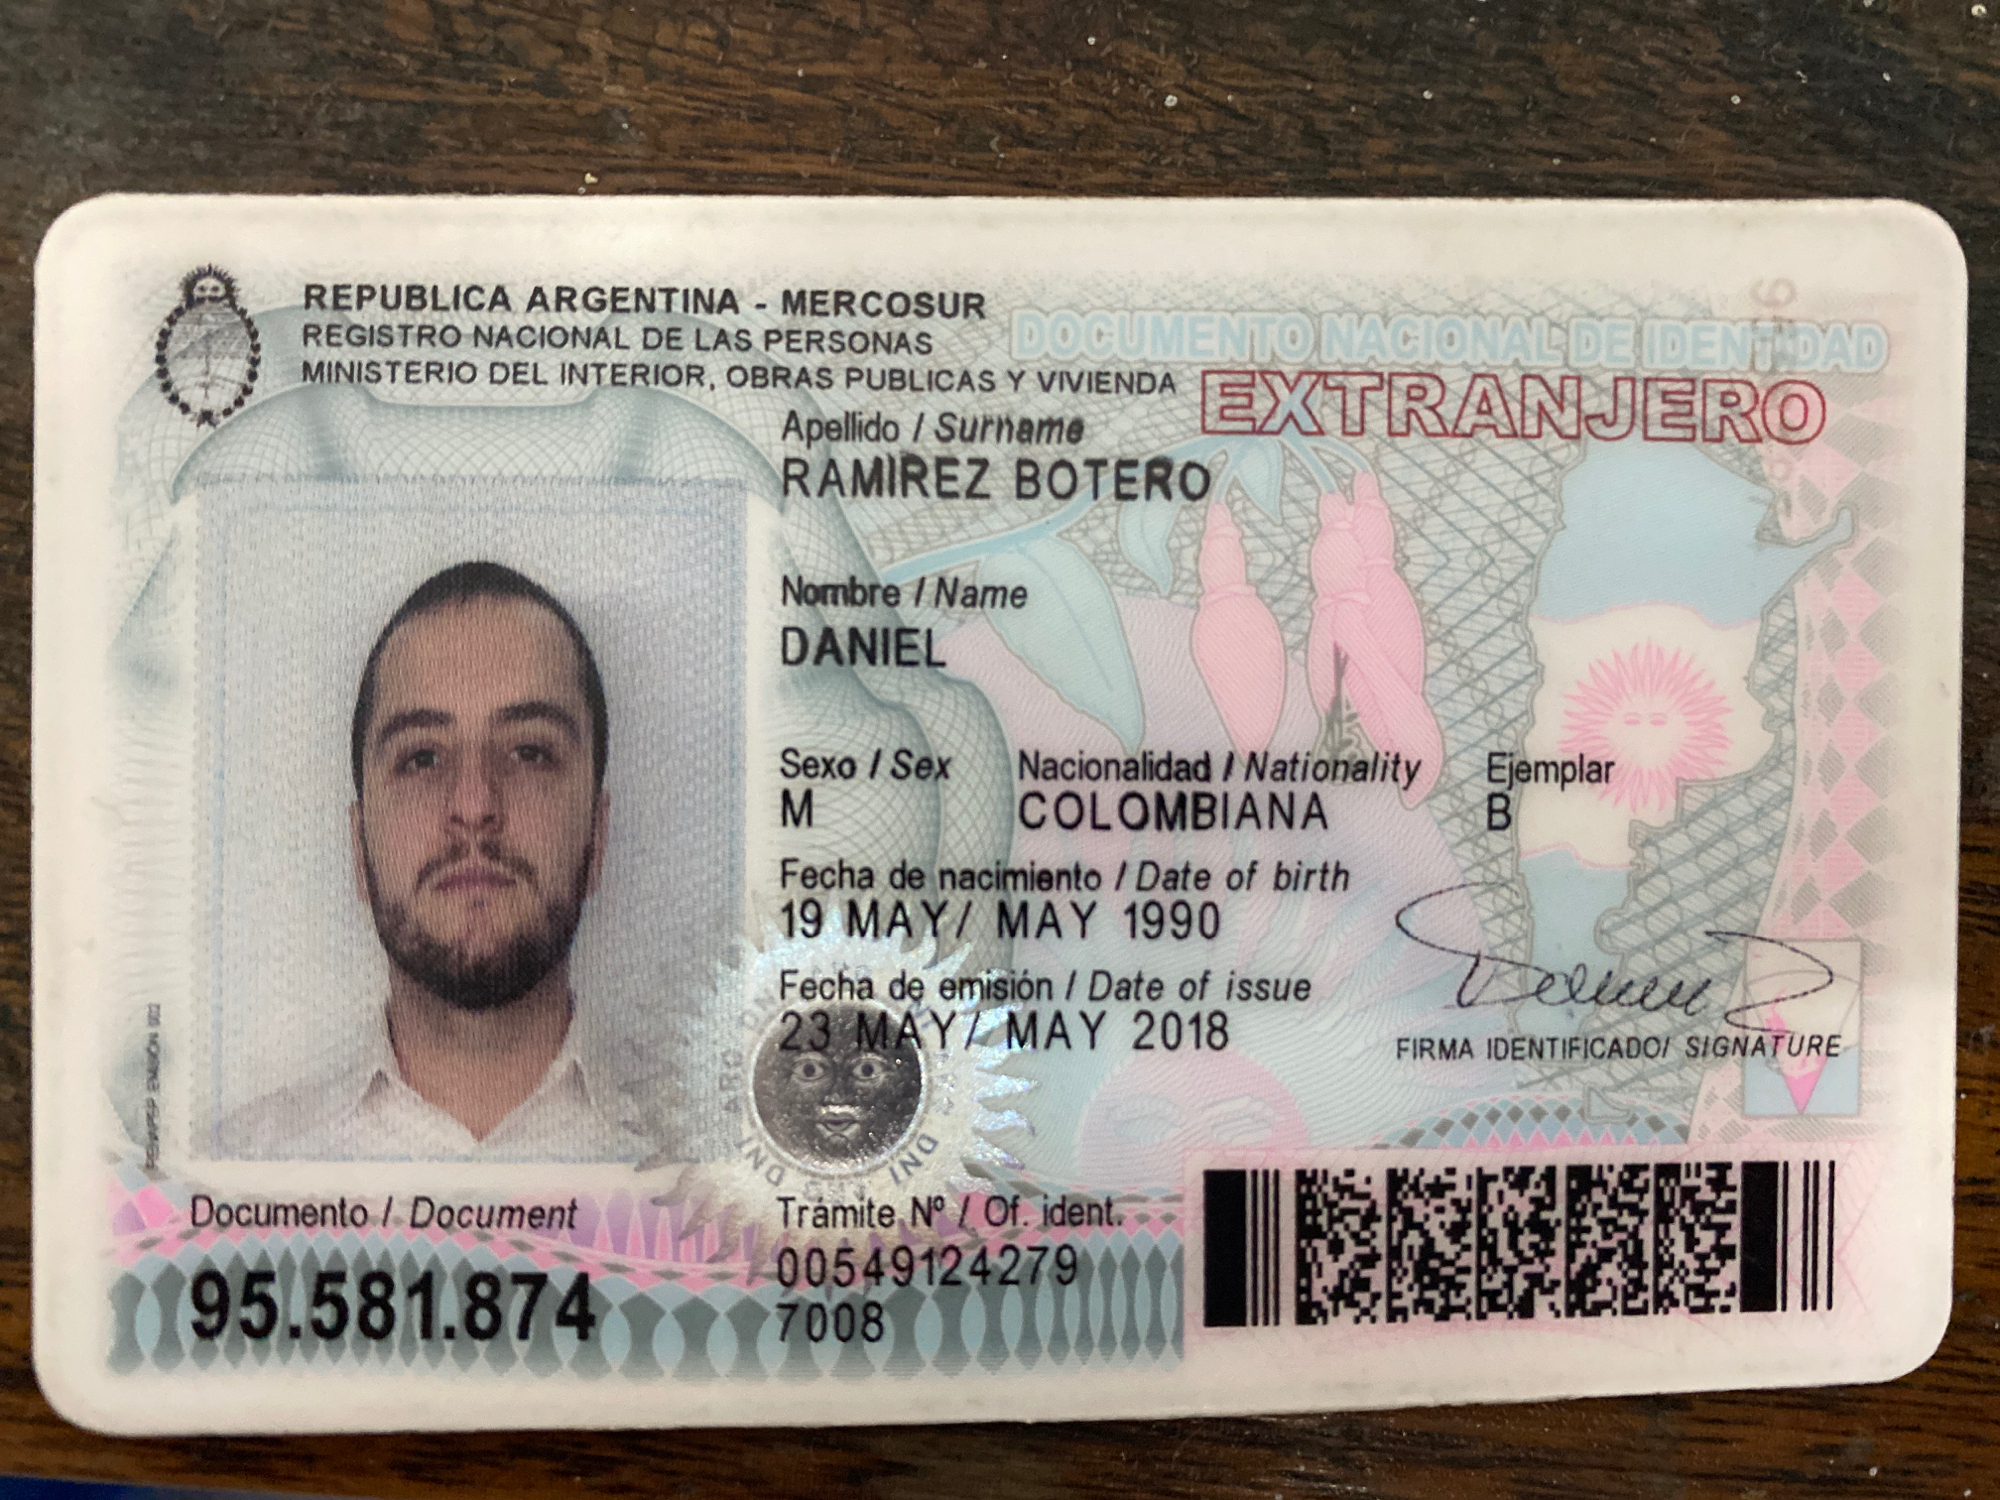 REPUBLICA ARGENTINA - MERCOSUR
REGISTRO NACIONAL DE LAS PERSONAS
MINISTERIO DEL INTERIOR, OBRAS PUBLICAS Y VIVIENDA
DOCUMENTO NACIONAL DE IDENTIDAD
EXTRANJERO
Apellido / Surname
RAMIREZ BOTERO
Nombre / Name
DANIEL
Sexo / Sex Nacionalidad / Nationality Ejemplar
M COLOMBIANA B
Fecha de nacimiento / Date of birth
19 MAY/ MAY 1990
Fecha de emisión / Date of issue
23 MAY/ MAY 2018
FIRMA IDENTIFICADO/ SIGNATURE
Documento / Document
95.581.874
Trámite Nº / Of. ident.
00549124279
7008